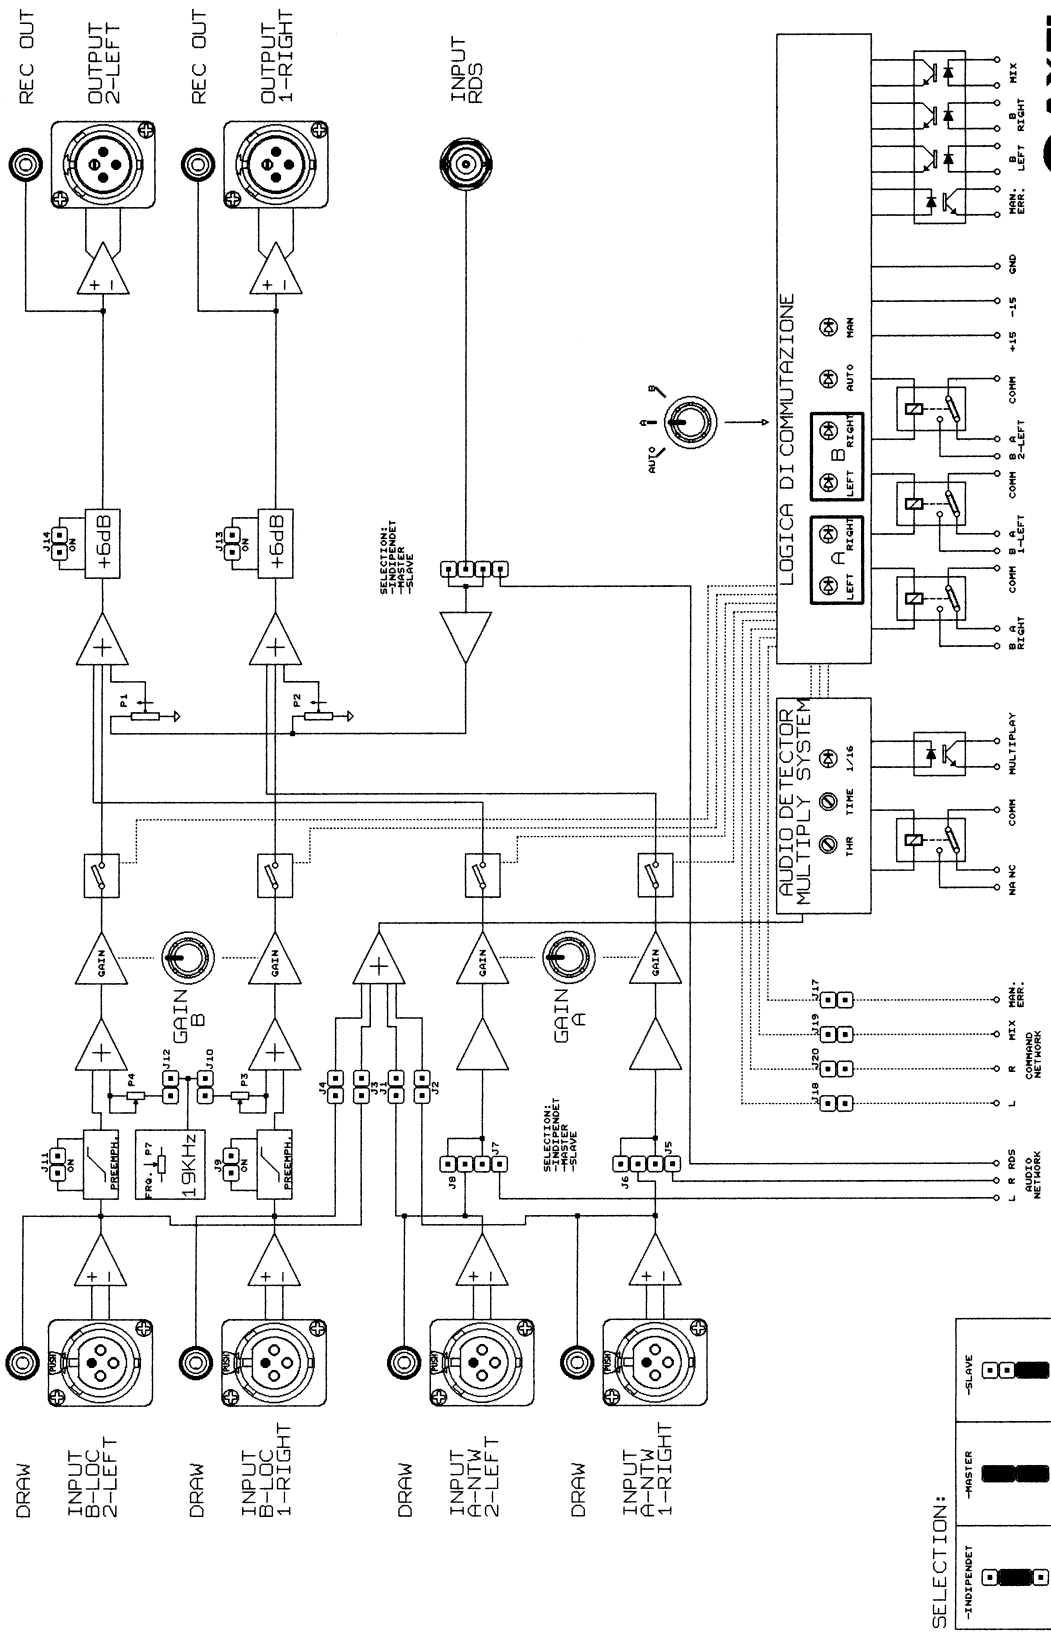 DRAW
INPUT
B-LOC
2-LEFT
DRAW
INPUT
B-LOC
1-RIGHT
DRAW
INPUT
A-NTW
2-LEFT
DRAW
INPUT
A-NTW
1-RIGHT
PUSH
PUSH
PUSH
PUSH
+
-
+
-
+
-
+
-
J11
ON
PREEMPH.
FRQ.
P7
19KHz
J9
ON
PREEMPH.
P4
J12
J10
P3
+
+
GAIN
B
GAIN
GAIN
J4
J3
J1
J2
+
J8
J7
SELECTION:
-INDIPENDET
-MASTER
-SLAVE
J6
J5
GAIN
A
GAIN
GAIN
P1
P2
+
+
J14
ON
+6dB
J13
ON
+6dB
SELECTION:
-INDIPENDET
-MASTER
-SLAVE
+
-
+
-
REC OUT
OUTPUT
2-LEFT
REC OUT
OUTPUT
1-RIGHT
INPUT
RDS
AUTO
A
B
AUDIO DETECTOR
MULTIPLY SYSTEM
THR
TIME
1/16
LOGICA DI COMMUTAZIONE
LEFT
A
RIGHT
LEFT
B
RIGHT
AUTO
MAN
J18
J20
J19
J17
L
R
RDS
AUDIO
NETWORK
L
R
MIX
MAN.
ERR.
COMMAND
NETWORK
NA
NC
COMM
MULTIPLAY
B
A
COMM
RIGHT
B
A
COMM
1-LEFT
B
A
COMM
2-LEFT
+15
-15
GND
MAN.
ERR.
B
LEFT
B
RIGHT
MIX
SELECTION:
-INDIPENDET
-MASTER
-SLAVE